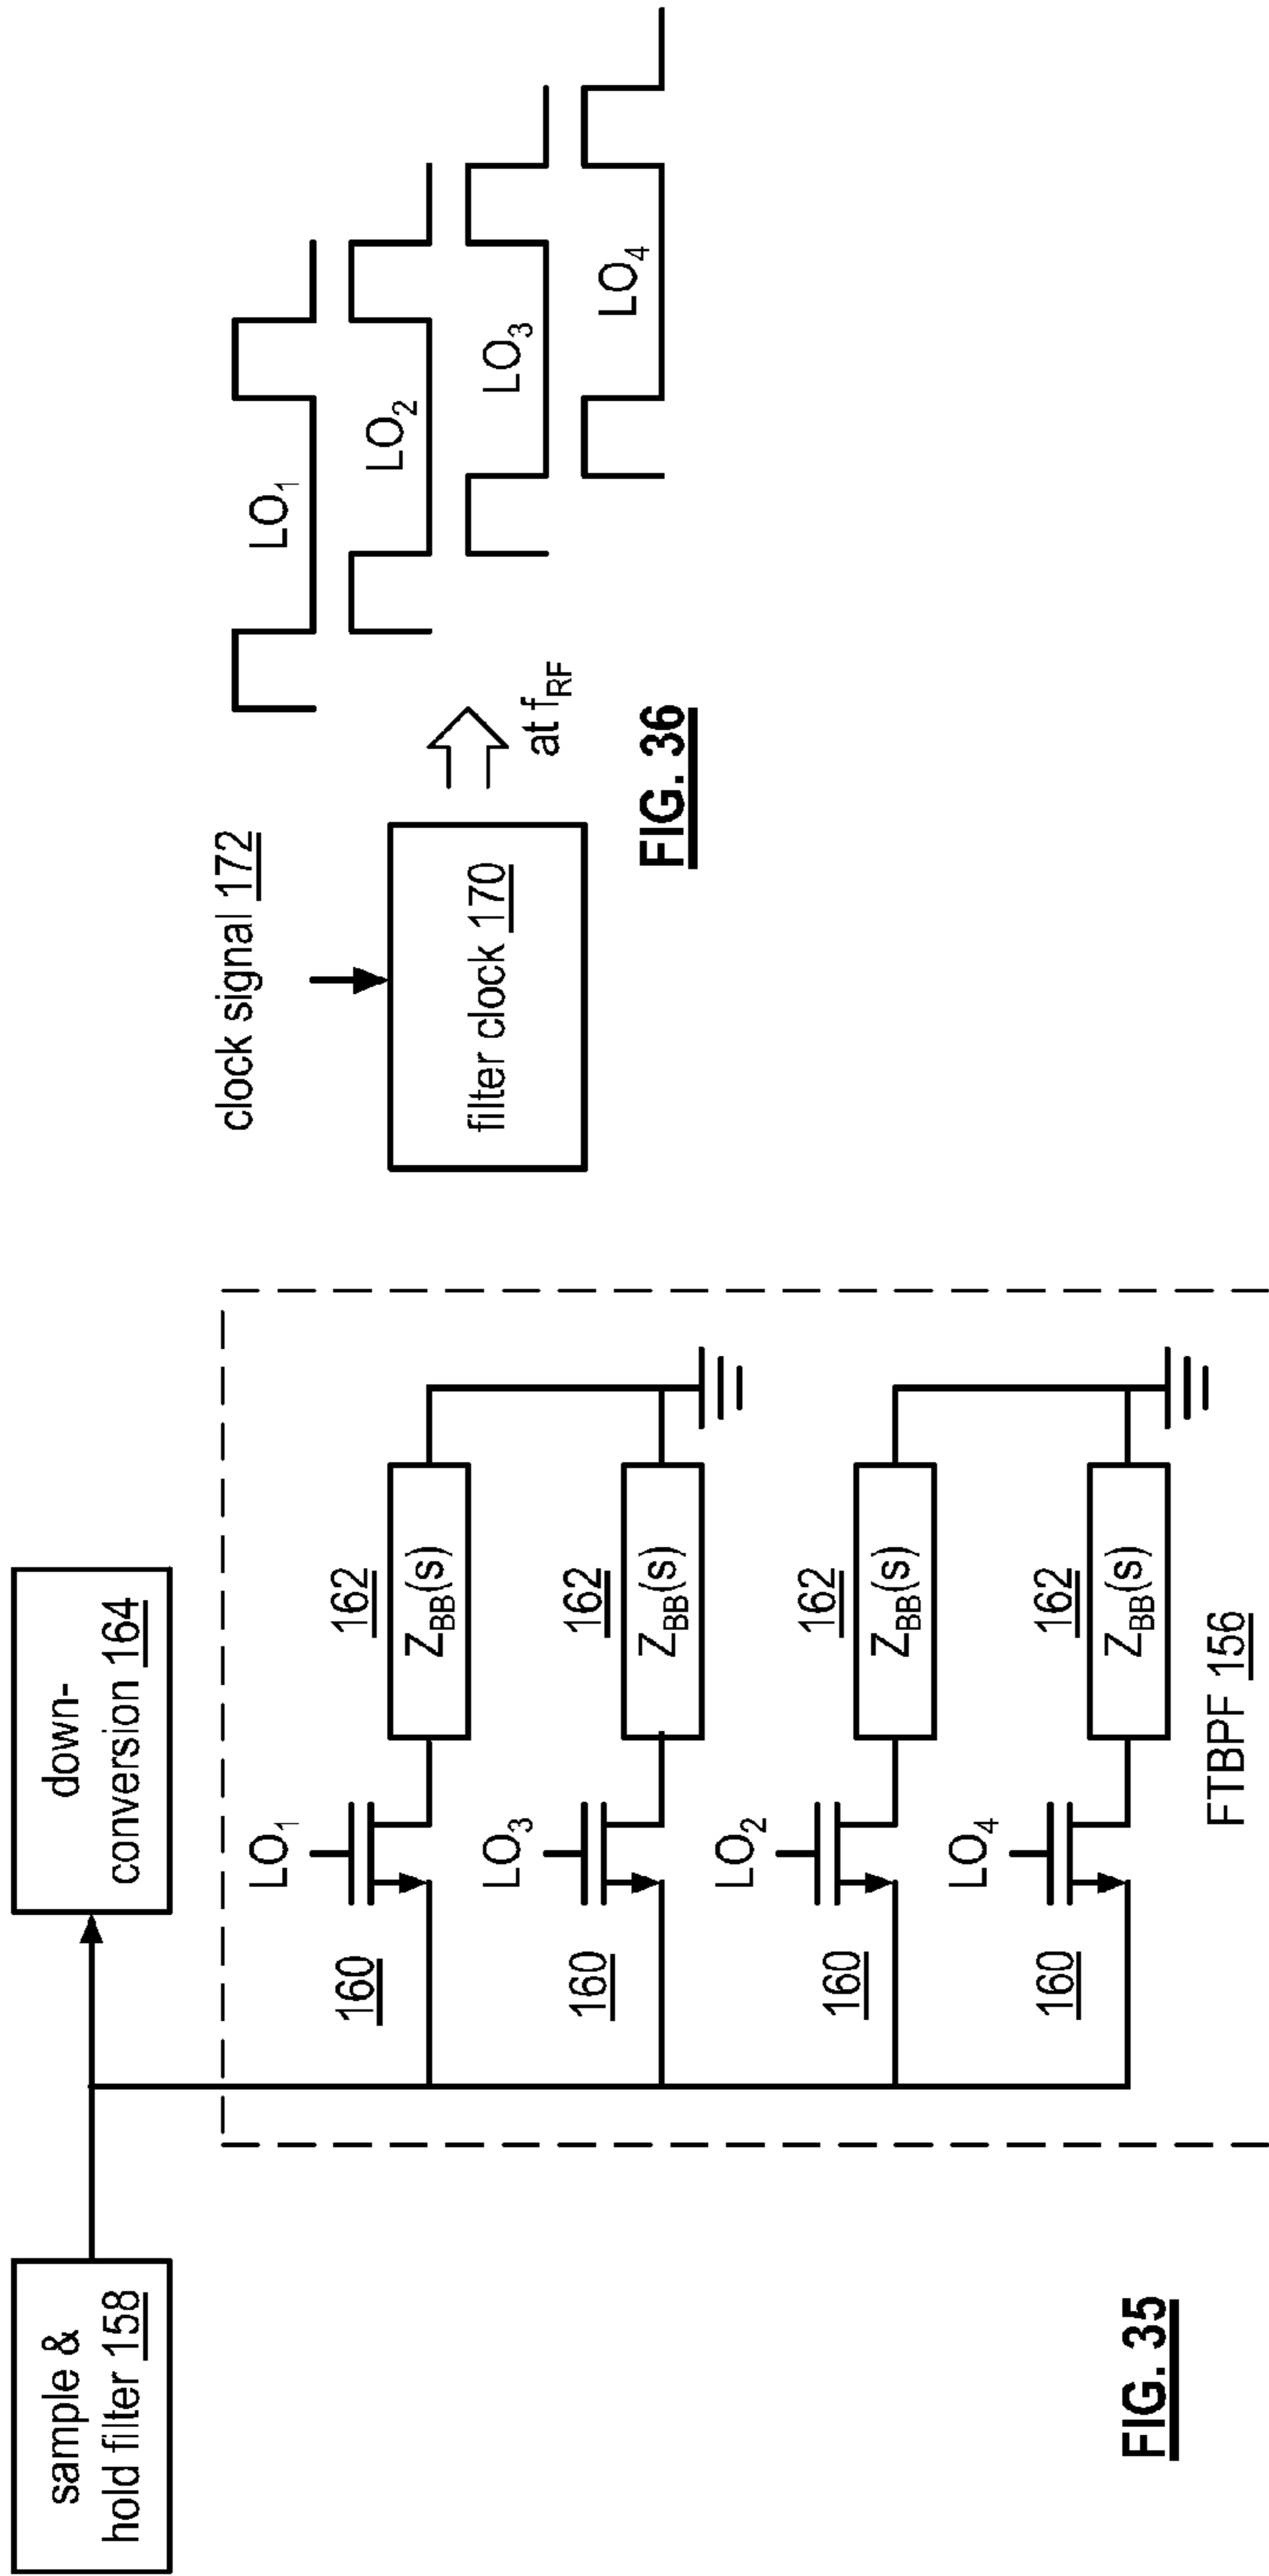 sample &
hold filter 158
down-
conversion 164
LO1
160
162
ZBB(s)
LO3
160
162
ZBB(s)
LO2
160
162
ZBB(s)
LO4
160
162
ZBB(s)
FTBPF 156
FIG. 35
clock signal 172
filter clock 170
at fRF
LO1
LO2
LO3
LO4
FIG. 36